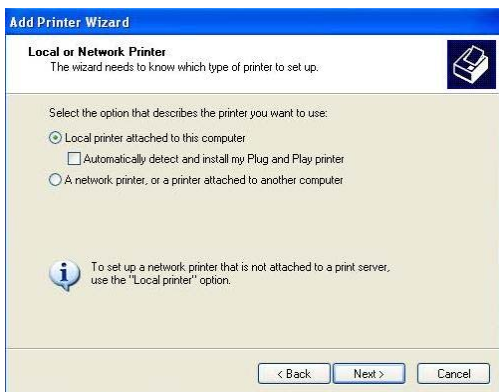 Add Printer Wizard
Local or Network Printer
The wizard needs to know which type of printer to set up.
Select the option that describes the printer you want to use:
Local printer attached to this computer
Automatically detect and install my Plug and Play printer
A network printer, or a printer attached to another computer
To set up a network printer that is not attached to a print server,
use the "Local printer" option.
< Back Next > Cancel